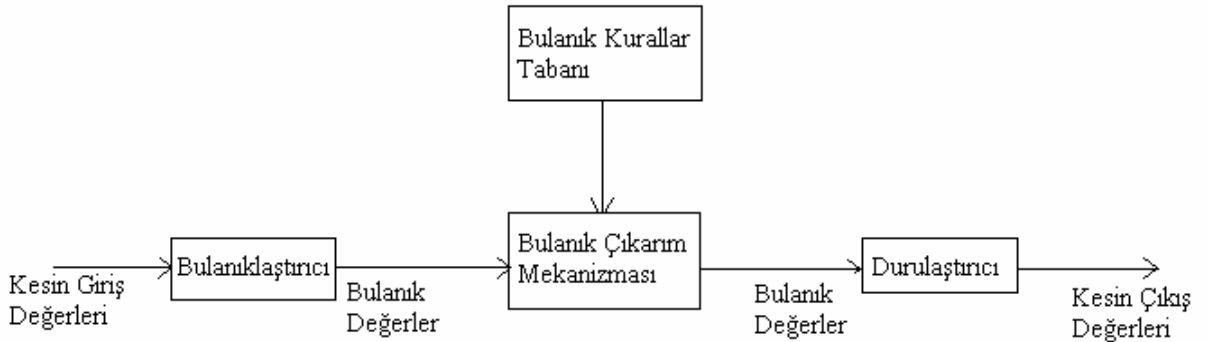 Bulanık Kurallar
Tabanı
Kesin Giriş
Değerleri
Bulanıklaştırıcı
Bulanık
Değerler
Bulanık Çıkarım
Mekanizması
Bulanık
Değerler
Durulaştırıcı
Kesin Çıkış
Değerleri